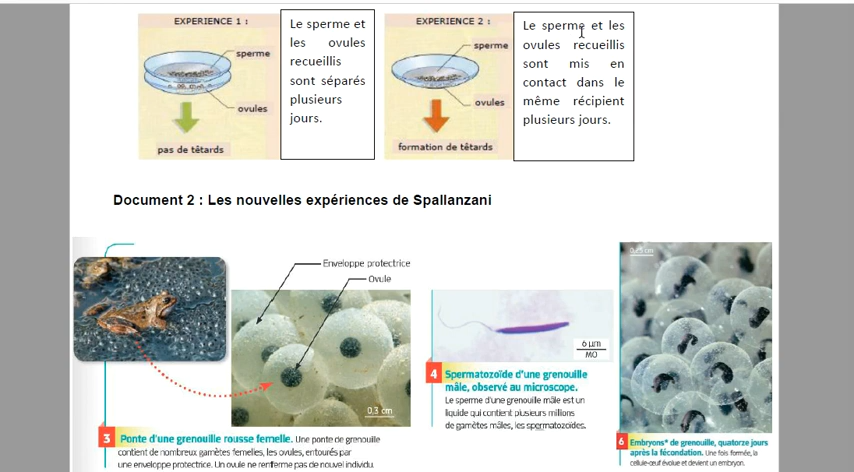 EXPERIENCE 1 :
sperme
ovules
pas de têtards
Le sperme et
les ovules
recueillis
sont séparés
plusieurs
jours.
EXPERIENCE 2 :
sperme
ovules
formation de têtards
Le sperme et les
ovules recueillis
sont mis en
contact dans le
même récipient
plusieurs jours.
Document 2 : Les nouvelles expériences de Spallanzani
Enveloppe protectrice
Ovule
0,3 cm
3 Ponte d'une grenouille rousse femelle. Une ponte de grenouille
contient de nombreux gamètes femelles, les ovules, entourés par
une enveloppe protectrice. Un ovule ne renferme pas de nouvel individu.
6 µm
MO
4 Spermatozoïde d'une grenouille
mâle, observé au microscope.
Le sperme d'une grenouille mâle est un
liquide qui contient plusieurs millions
de gamètes mâles, les spermatozoïdes.
6 Embryons* de grenouille, quatorze jours
après la fécondation. Une fois formée, la
cellule-œuf évolue et devient un embryon.